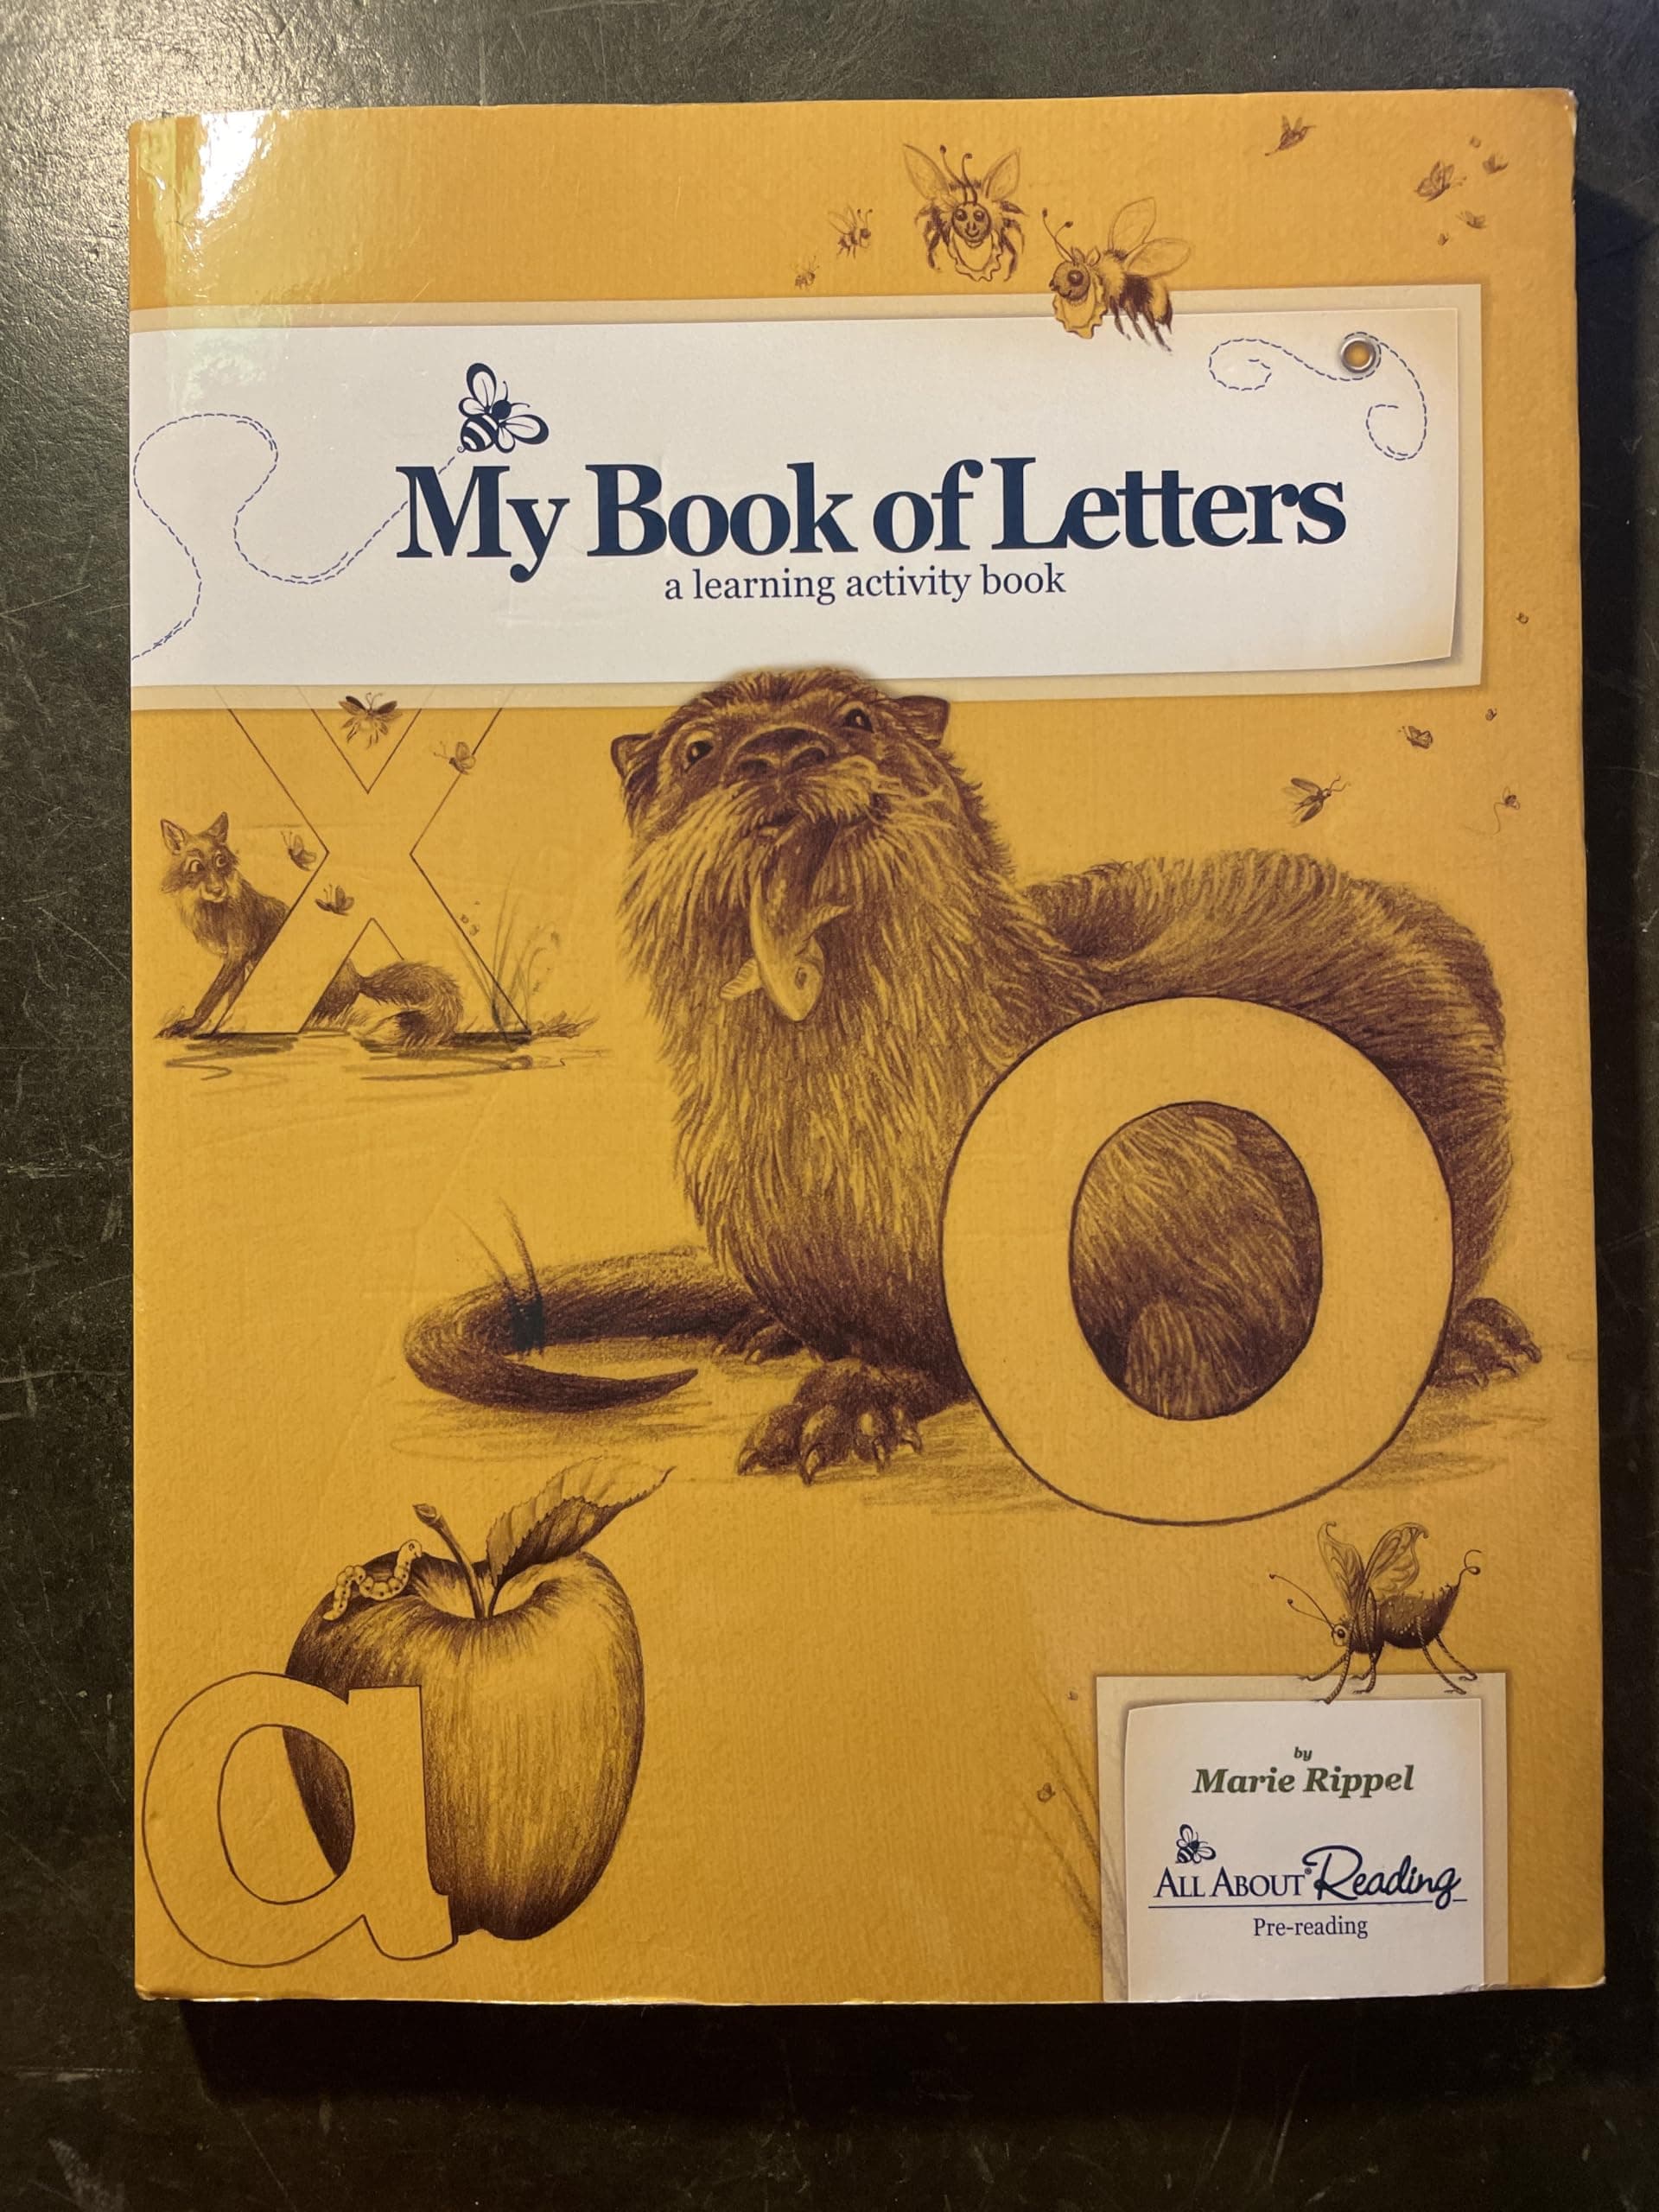 My Book of Letters
a learning activity book
X
O
a
by
Marie Rippel
ALL ABOUT® Reading
Pre-reading